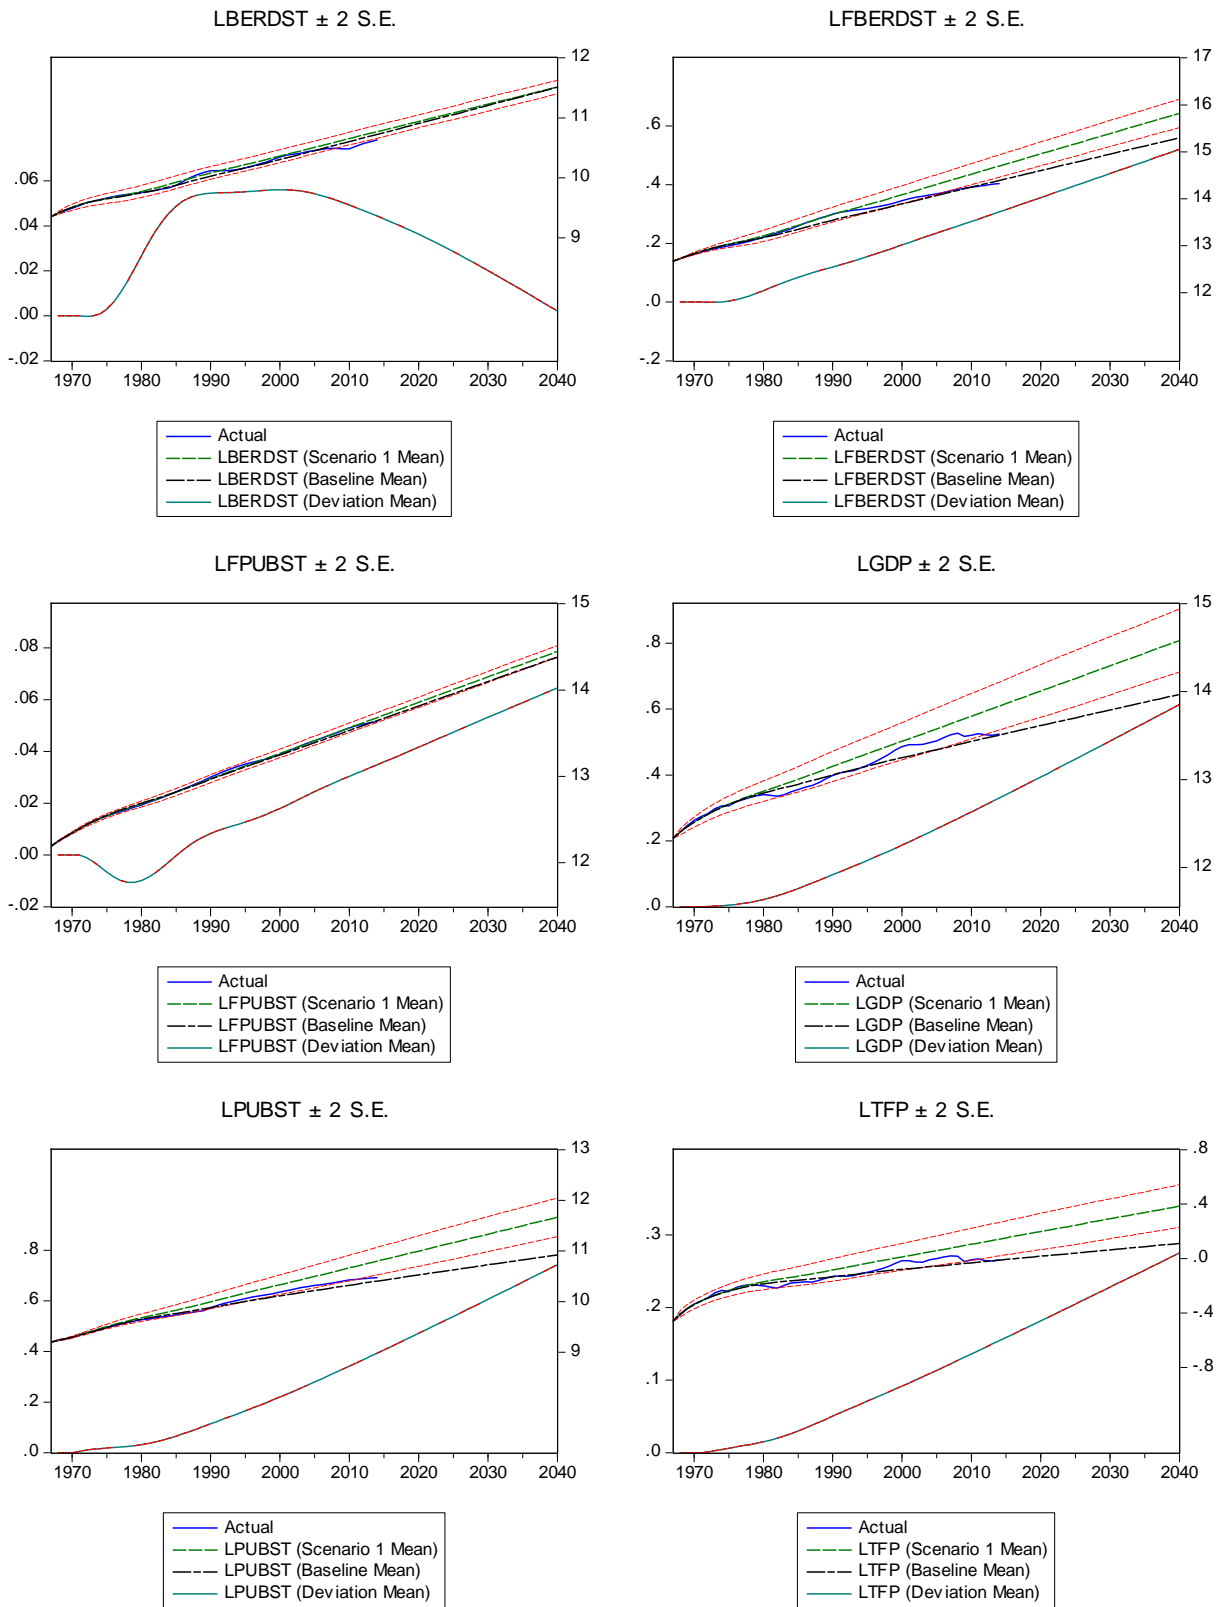 LBERDST ± 2 S.E.
12
11
10
9
.06
.04
.02
.00
-.02
1970 1980 1990 2000 2010 2020 2030 2040
Actual
LBERDST (Scenario 1 Mean)
LBERDST (Baseline Mean)
LBERDST (Deviation Mean)
LFBERDST ± 2 S.E.
17
16
15
14
13
12
.6
.4
.2
.0
-.2
1970 1980 1990 2000 2010 2020 2030 2040
Actual
LFBERDST (Scenario 1 Mean)
LFBERDST (Baseline Mean)
LFBERDST (Deviation Mean)
LFPUBST ± 2 S.E.
15
14
13
12
.08
.06
.04
.02
.00
-.02
1970 1980 1990 2000 2010 2020 2030 2040
Actual
LFPUBST (Scenario 1 Mean)
LFPUBST (Baseline Mean)
LFPUBST (Deviation Mean)
LGDP ± 2 S.E.
15
14
13
12
.8
.6
.4
.2
.0
1970 1980 1990 2000 2010 2020 2030 2040
Actual
LGDP (Scenario 1 Mean)
LGDP (Baseline Mean)
LGDP (Deviation Mean)
LPUBST ± 2 S.E.
13
12
11
10
9
.8
.6
.4
.2
.0
1970 1980 1990 2000 2010 2020 2030 2040
Actual
LPUBST (Scenario 1 Mean)
LPUBST (Baseline Mean)
LPUBST (Deviation Mean)
LTFP ± 2 S.E.
.8
.4
.0
-.4
-.8
.3
.2
.1
.0
1970 1980 1990 2000 2010 2020 2030 2040
Actual
LTFP (Scenario 1 Mean)
LTFP (Baseline Mean)
LTFP (Deviation Mean)